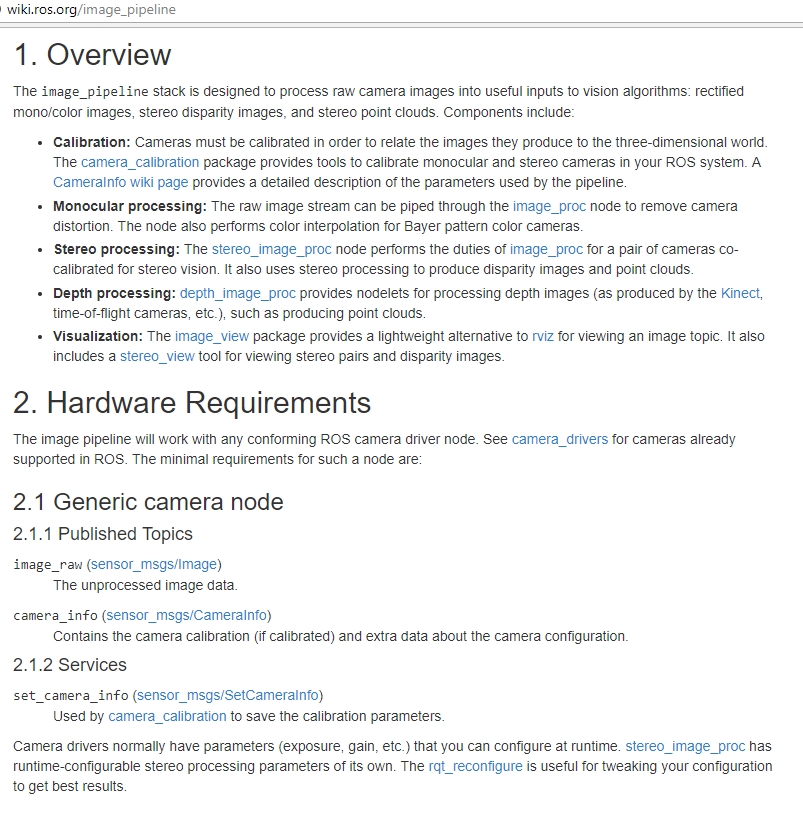 wiki.ros.org/image_pipeline
1. Overview
The image_pipeline stack is designed to process raw camera images into useful inputs to vision algorithms: rectified
mono/color images, stereo disparity images, and stereo point clouds. Components include:
• Calibration: Cameras must be calibrated in order to relate the images they produce to the three-dimensional world.
The camera_calibration package provides tools to calibrate monocular and stereo cameras in your ROS system. A
CameraInfo wiki page provides a detailed description of the parameters used by the pipeline.
• Monocular processing: The raw image stream can be piped through the image_proc node to remove camera
distortion. The node also performs color interpolation for Bayer pattern color cameras.
• Stereo processing: The stereo_image_proc node performs the duties of image_proc for a pair of cameras co-
calibrated for stereo vision. It also uses stereo processing to produce disparity images and point clouds.
• Depth processing: depth_image_proc provides nodelets for processing depth images (as produced by the Kinect,
time-of-flight cameras, etc.), such as producing point clouds.
• Visualization: The image_view package provides a lightweight alternative to rviz for viewing an image topic. It also
includes a stereo_view tool for viewing stereo pairs and disparity images.
2. Hardware Requirements
The image pipeline will work with any conforming ROS camera driver node. See camera_drivers for cameras already
supported in ROS. The minimal requirements for such a node are:
2.1 Generic camera node
2.1.1 Published Topics
image_raw (sensor_msgs/Image)
The unprocessed image data.
camera_info (sensor_msgs/CameraInfo)
Contains the camera calibration (if calibrated) and extra data about the camera configuration.
2.1.2 Services
set_camera_info (sensor_msgs/SetCameraInfo)
Used by camera_calibration to save the calibration parameters.
Camera drivers normally have parameters (exposure, gain, etc.) that you can configure at runtime. stereo_image_proc has
runtime-configurable stereo processing parameters of its own. The rqt_reconfigure is useful for tweaking your configuration
to get best results.